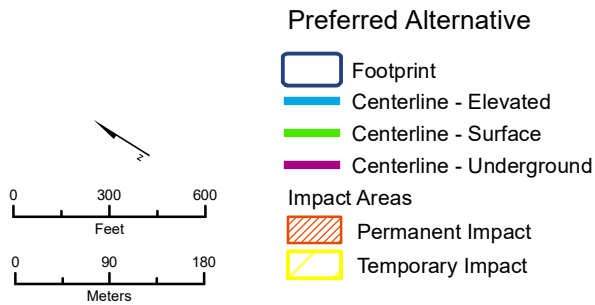 Preferred Alternative
Footprint
Centerline - Elevated
Centerline - Surface
Centerline - Underground
Impact Areas
Permanent Impact
Temporary Impact
N
0 300 600
Feet
0 90 180
Meters